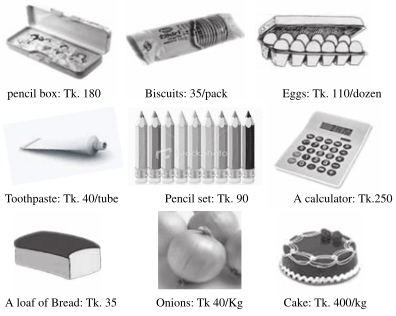 pencil box: Tk. 180
Biscuits: 35/pack
Eggs: Tk. 110/dozen
Toothpaste: Tk. 40/tube
Pencil set: Tk. 90
A calculator: Tk.250
A loaf of Bread: Tk. 35
Onions: Tk 40/Kg
Cake: Tk. 400/kg